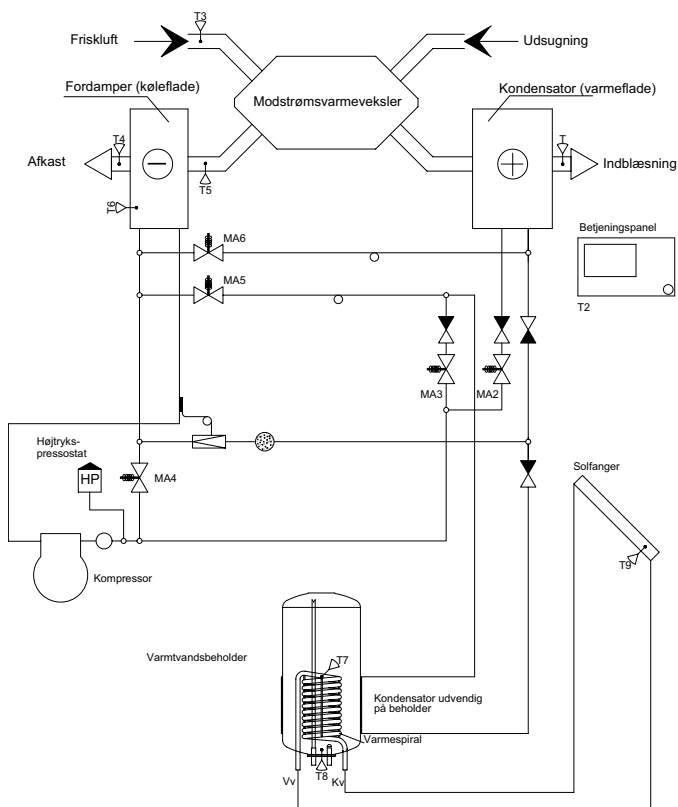 T3
Friskluft
Udsugning
Fordamper (køleflade)
Modstrømsvarmeveksler
Kondensator (varmeflade)
T4
T
Afkast
T5
Indblæsning
T6
Betjeningspanel
MA6
MA5
T2
MA3
MA2
Højtryks-
pressostat
HP
MA4
Solfanger
T9
Kompressor
Varmtvandsbeholder
T7
Kondensator udvendig
på beholder
Varmespiral
T8
Vv
Kv